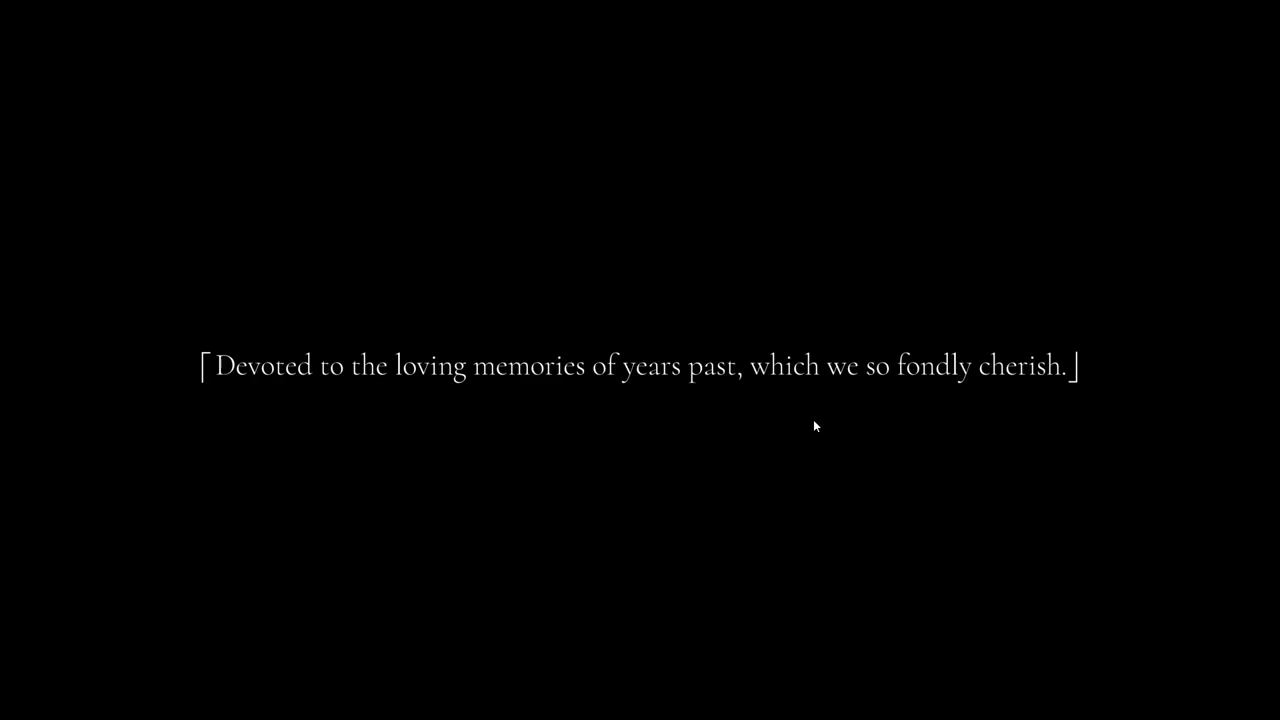 ⌈Devoted to the loving memories of years past, which we so fondly cherish.⌋